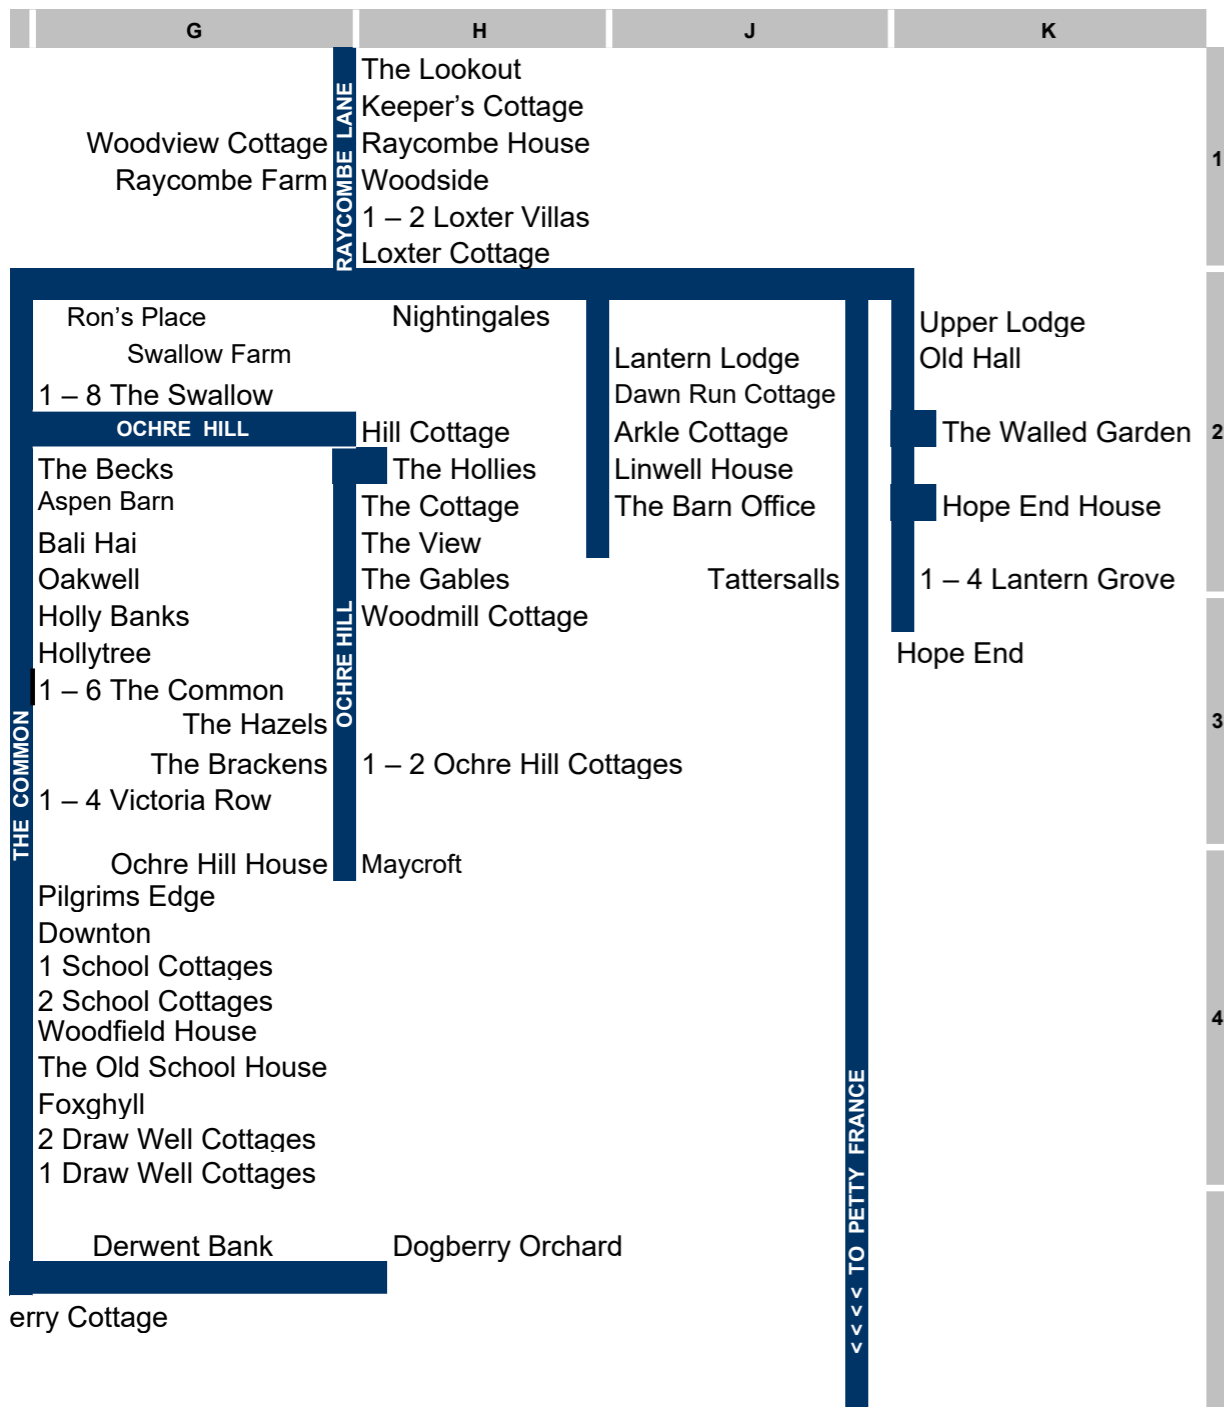 G H J K
The Lookout
Keeper’s Cottage
Woodview Cottage Raycombe House
Raycombe Farm Woodside
1 – 2 Loxter Villas
Loxter Cottage
RAYCOMBE LANE
1
Ron’s Place Nightingales Upper Lodge
Swallow Farm Lantern Lodge Old Hall
1 – 8 The Swallow Dawn Run Cottage
OCHRE HILL Hill Cottage Arkle Cottage The Walled Garden 2
The Becks The Hollies Linwell House
Aspen Barn The Cottage The Barn Office Hope End House
Bali Hai The View
Oakwell The Gables Tattersalls 1 – 4 Lantern Grove
Holly Banks Woodmill Cottage
Hollytree Hope End
OCHRE HILL
1 – 6 The Common
The Hazels 3
The Brackens 1 – 2 Ochre Hill Cottages
1 – 4 Victoria Row
THE COMMON
Ochre Hill House Maycroft
Pilgrims Edge
Downton
1 School Cottages
2 School Cottages
Woodfield House 4
The Old School House
Foxghyll
2 Draw Well Cottages
1 Draw Well Cottages
Derwent Bank Dogberry Orchard
<<<< TO PETTY FRANCE
erry Cottage